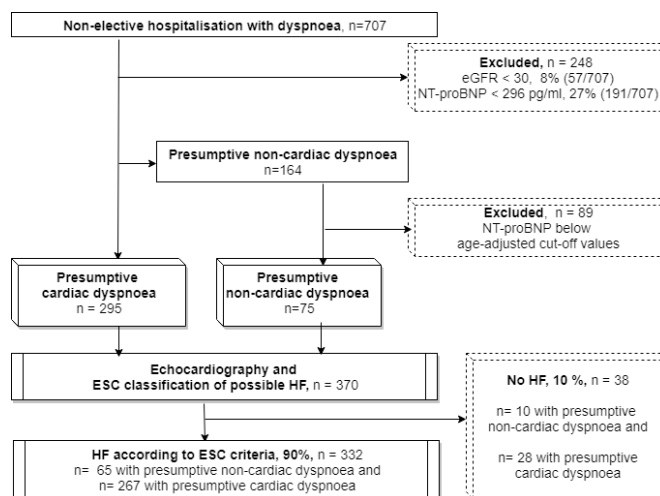 Non-elective hospitalisation with dyspnoea, n=707
Excluded, n = 248
eGFR < 30,  8% (57/707)
NT-proBNP < 296 pg/ml, 27% (191/707)
Presumptive non-cardiac dyspnoea
n=164
Excluded,  n = 89
NT-proBNP below
age-adjusted cut-off values
Presumptive
cardiac dyspnoea
n = 295
Presumptive
non-cardiac dyspnoea
n=75
Echocardiography and
ESC classification of possible HF, n = 370
No HF, 10 %, n = 38
n= 10 with presumptive
non-cardiac dyspnoea and
n= 28 with presumptive
cardiac dyspnoea
HF according to ESC criteria, 90%, n = 332
n=  65 with presumptive non-cardiac dyspnoea and
n= 267 with presumptive cardiac dyspnoea